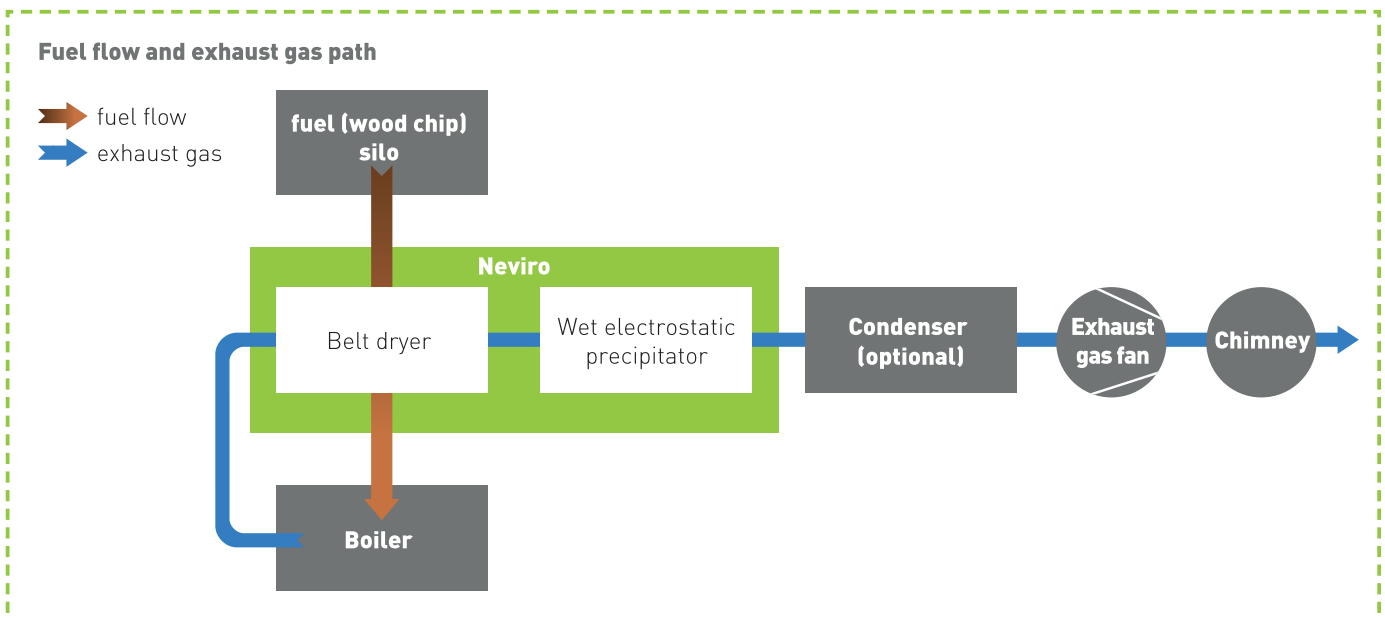 Fuel flow and exhaust gas path
fuel flow
exhaust gas
fuel (wood chip)
silo
Neviro
Belt dryer
Wet electrostatic
precipitator
Condenser
(optional)
Exhaust
gas fan
Chimney
Boiler